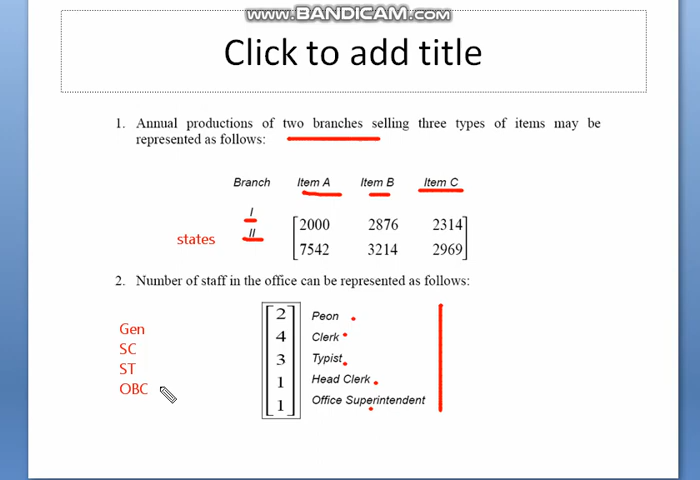 www.BANDICAM.com
Click to add title
1. Annual productions of two branches selling three types of items may be
represented as follows:
Branch Item A Item B Item C
I
II
states
2000 2876 2314
7542 3214 2969
2. Number of staff in the office can be represented as follows:
2 Peon
4 Clerk
3 Typist
1 Head Clerk
1 Office Superintendent
Gen
SC
ST
OBC